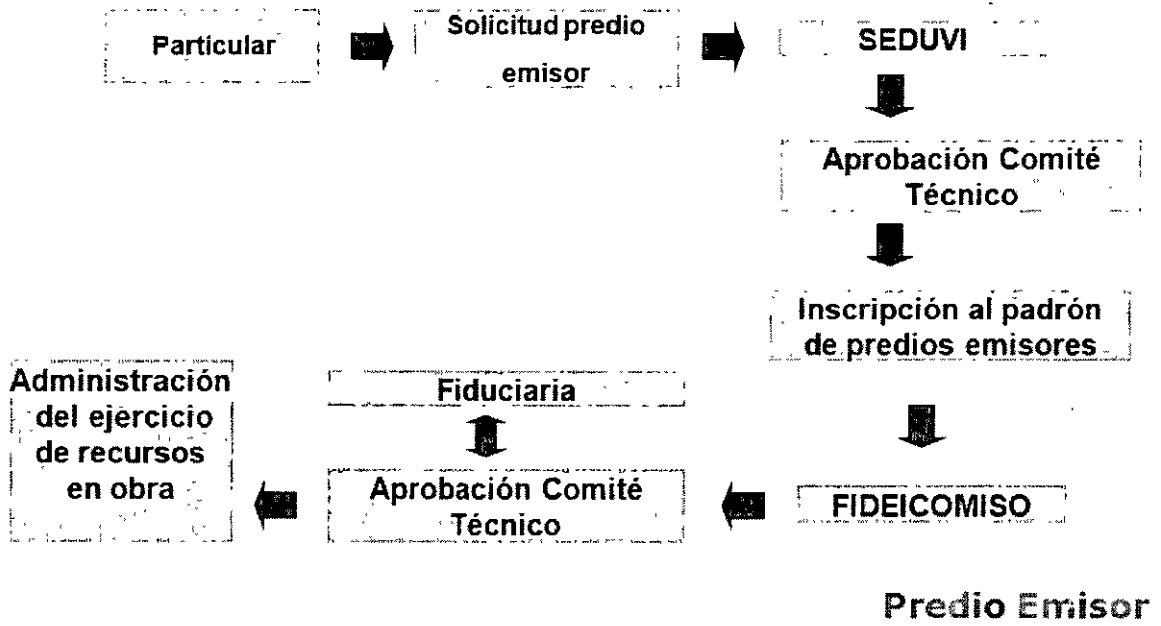 Particular
Solicitud predio
emisor
SEDUVI
Aprobación Comité
Técnico
Inscripción al padrón
de predios emisores
FIDEICOMISO
Fiduciaria
Aprobación Comité
Técnico
Administración
del ejercicio
de recursos
en obra
Predio Emisor